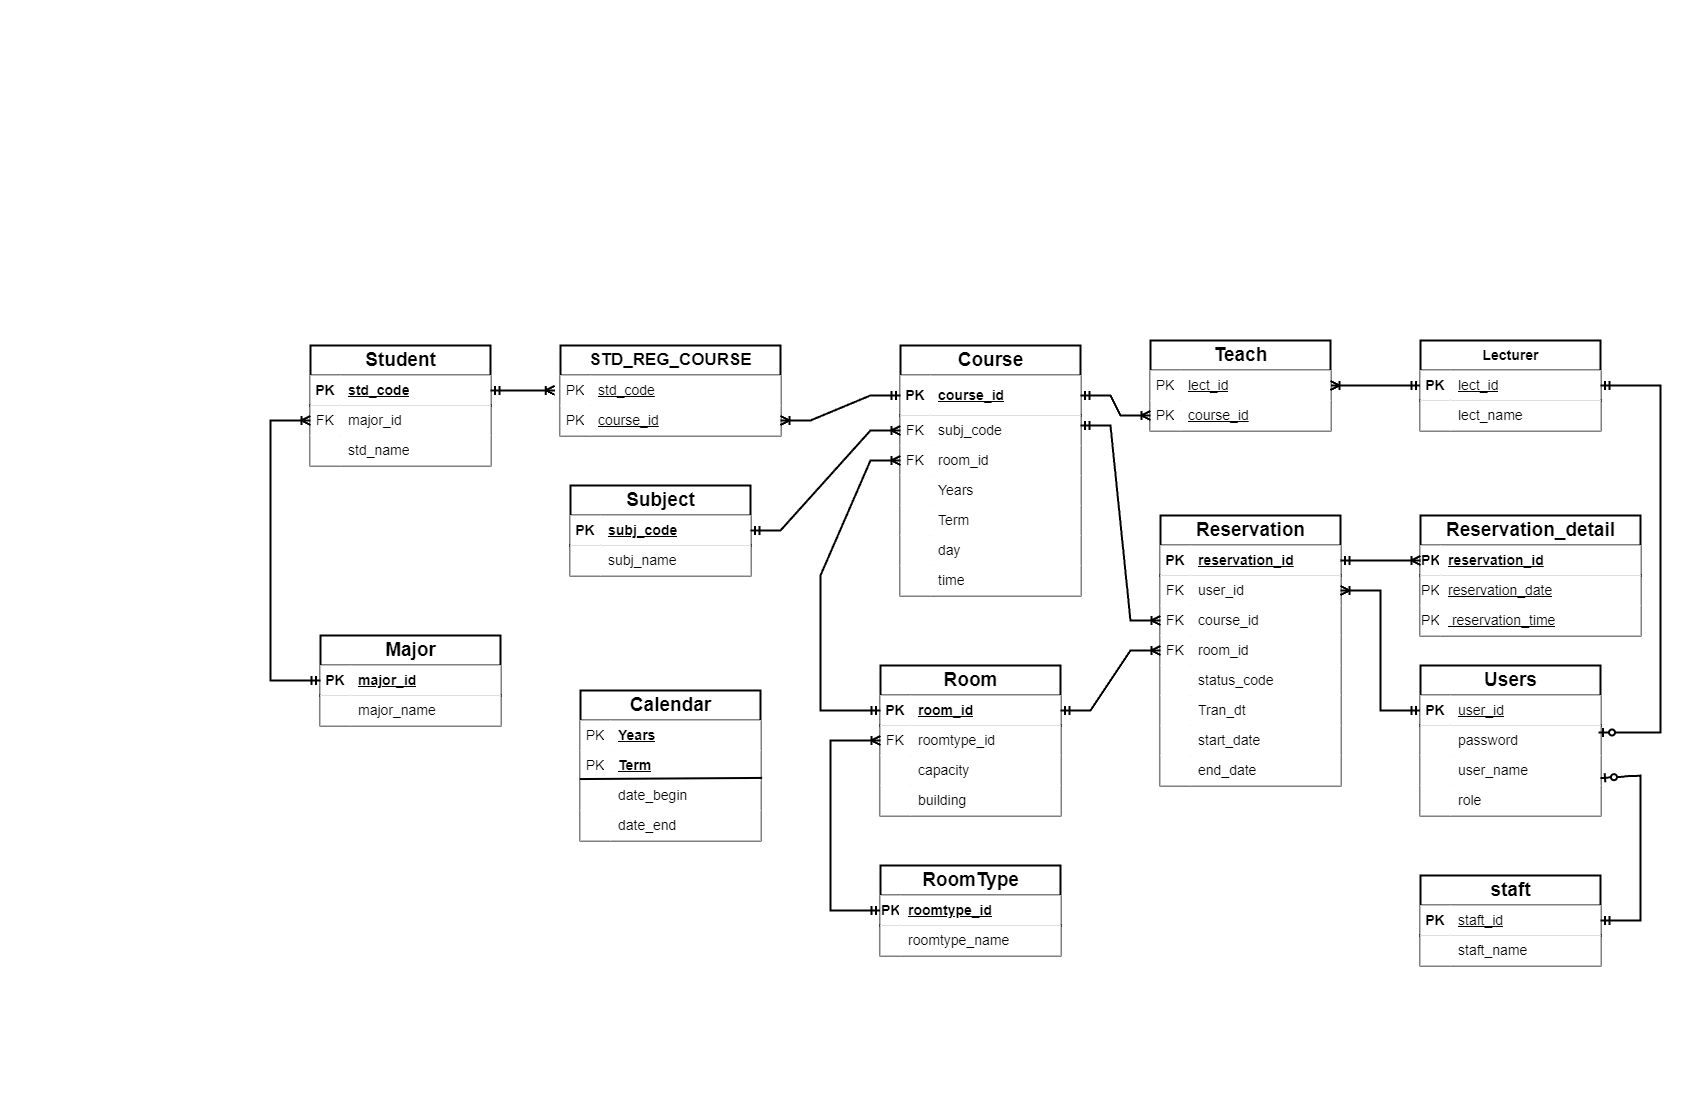 Student
PK std_code
FK major_id
std_name
STD_REG_COURSE
PK std_code
PK course_id
Course
PK course_id
FK subj_code
FK room_id
Years
Term
day
time
Teach
PK lect_id
PK course_id
Lecturer
PK lect_id
lect_name
Subject
PK subj_code
subj_name
Reservation
PK reservation_id
FK user_id
FK course_id
FK room_id
status_code
Tran_dt
start_date
end_date
Reservation_detail
PK reservation_id
PK reservation_date
PK reservation_time
Major
PK major_id
major_name
Calendar
PK Years
PK Term
date_begin
date_end
Room
PK room_id
FK roomtype_id
capacity
building
Users
PK user_id
password
user_name
role
RoomType
PK roomtype_id
roomtype_name
staft
PK staft_id
staft_name